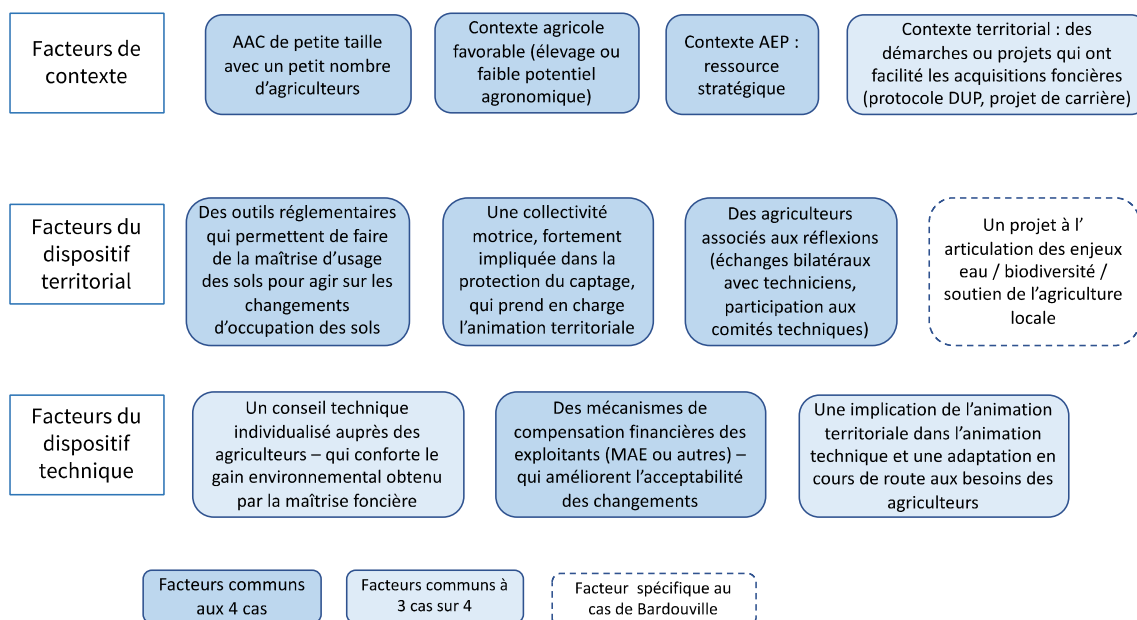 Facteurs de
contexte
AAC de petite taille
avec un petit nombre
d'agriculteurs
Contexte agricole
favorable (élevage ou
faible potentiel
agronomique)
Contexte AEP :
ressource
stratégique
Contexte territorial : des
démarches ou projets qui ont
facilité les acquisitions foncières
(protocole DUP, projet de carrière)
Facteurs du
dispositif
territorial
Des outils réglementaires
qui permettent de faire
de la maîtrise d'usage
des sols pour agir sur les
changements
d'occupation des sols
Une collectivité
motrice, fortement
impliquée dans la
protection du captage,
qui prend en charge
l'animation territoriale
Des agriculteurs
associés aux réflexions
(échanges bilatéraux
avec techniciens,
participation aux
comités techniques)
Un projet à l'
articulation des enjeux
eau / biodiversité /
soutien de l'agriculture
locale
Facteurs du
dispositif
technique
Un conseil technique
individualisé auprès des
agriculteurs – qui conforte le
gain environnemental obtenu
par la maîtrise foncière
Des mécanismes de
compensation financières des
exploitants (MAE ou autres) –
qui améliorent l'acceptabilité
des changements
Une implication de l'animation
territoriale dans l'animation
technique et une adaptation en
cours de route aux besoins des
agriculteurs
Facteurs communs
aux 4 cas
Facteurs communs à
3 cas sur 4
Facteur spécifique au
cas de Bardouville